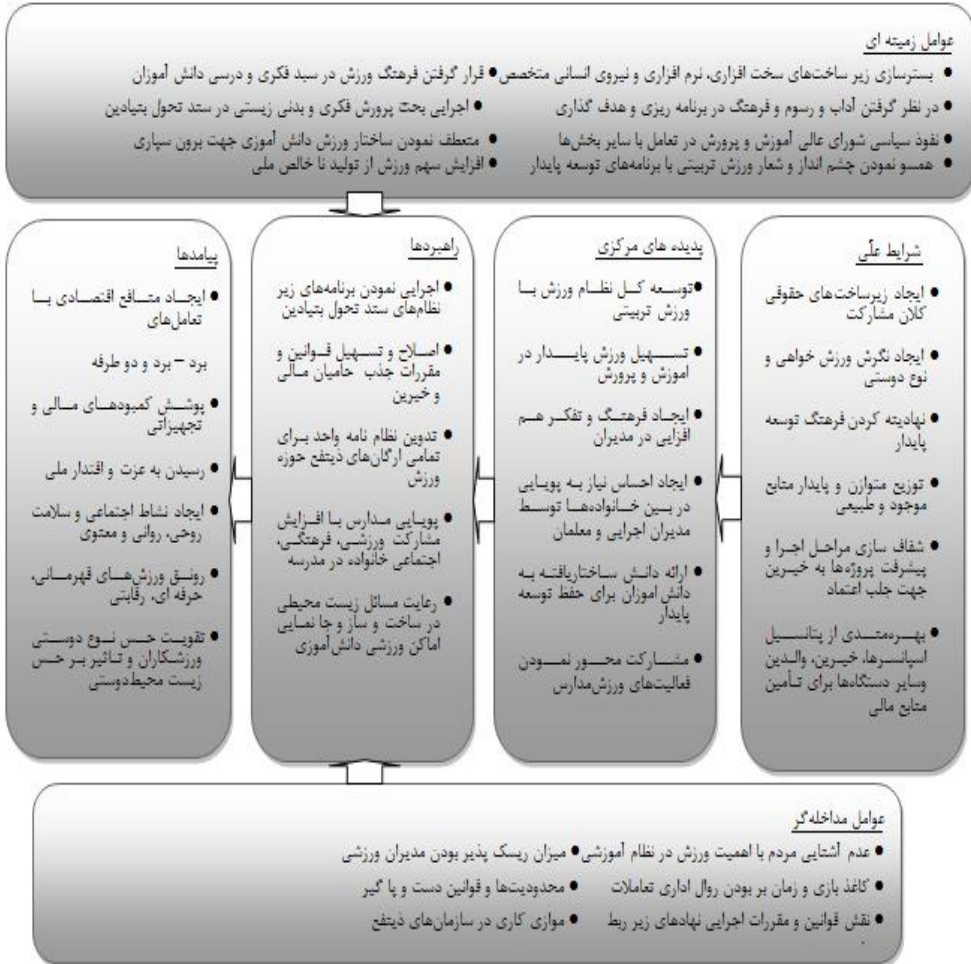 عوامل زمینه ای
● بسترسازی زیر ساخت‌های سخت افزاری، نرم افزاری و نیروی انسانی متخصص ● قرار گرفتن فرهنگ ورزش در سبد فکری و درسی دانش آموزان
● در نظر گرفتن آداب و رسوم و فرهنگ در برنامه ریزی و هدف گذاری ● اجرایی بحث پرورش فکری و بدنی زیستی در سند تحول بنیادین
● نفوذ سیاسی شورای عالی آموزش و پرورش در تعامل با سایر بخش‌ها ● منعطف نمودن ساختار ورزش دانش آموزی جهت برون سپاری
● همسو نمودن چشم انداز و شعار ورزش تربیتی با برنامه‌های توسعه پایدار ● افزایش سهم ورزش از تولید نا خالص ملی
شرایط علّی
● ایجاد زیرساخت‌های حقوقی
کلان مشارکت
● ایجاد نگرش ورزش خواهی و
نوع دوستی
● نهادینه کردن فرهنگ توسعه
پایدار
● توزیع متوازن و پایدار منابع
موجود و طبیعی
● شفاف سازی مراحل اجرا و
پیشرفت پروژه‌ها به خیرین
جهت جلب اعتماد
● بهره‌مندی از پتانسیل
اسپانسرها، خیرین، والدین
وسایر دستگاه‌ها برای تأمین
منابع مالی
پدیده های مرکزی
● توسعه کل نظام ورزش با
ورزش تربیتی
● تسهیل ورزش پایدار در
اموزش و پرورش
● ایجاد فرهنگ و تفکر هم
افزایی در مدیران
● ایجاد احساس نیاز به پویایی
در بین خانواده‌ها توسط
مدیران اجرایی و معلمان
● ارائه دانش ساختاریافته به
دانش اموزان برای حفظ توسعه
پایدار
● مشارکت محور نمودن
فعالیت‌های ورزش‌مدارس
راهبردها
● اجرایی نمودن برنامه‌های زیر
نظام‌های سند تحول بنیادین
● اصلاح و تسهیل قوانین و
مقررات جذب حامیان مالی
و خیرین
● تدوین نظام نامه واحد برای
تمامی ارگان‌های ذینفع حوزه
ورزش
● پویایی مدارس با افزایش
مشارکت ورزشی، فرهنگی،
اجتماعی خانواده در مدرسه
● رعایت مسائل زیست محیطی
در ساخت و ساز و جا نمایی
اماکن ورزشی دانش‌آموزی
پیامدها
● ایجاد منافع اقتصادی با
تعامل‌های
برد – برد و دو طرفه
● پوشش کمبودهای مالی و
تجهیزاتی
● رسیدن به عزت و اقتدار ملی
● ایجاد نشاط اجتماعی و سلامت
روحی، روانی و معنوی
● رونق ورزش‌های قهرمانی،
حرفه ای، رقابتی
● تقویت حس نوع دوستی
ورزشکاران و تاثیر بر حس
زیست محیط‌دوستی
عوامل مداخله‌گر
● عدم آشنایی مردم با اهمیت ورزش در نظام آموزشی ● میزان ریسک پذیر بودن مدیران ورزشی
● کاغذ بازی و زمان بر بودن روال اداری تعاملات ● محدودیت‌ها و قوانین دست و پا گیر
● نقش قوانین و مقررات اجرایی نهادهای زیر ربط ● موازی کاری در سازمان‌های ذینفع